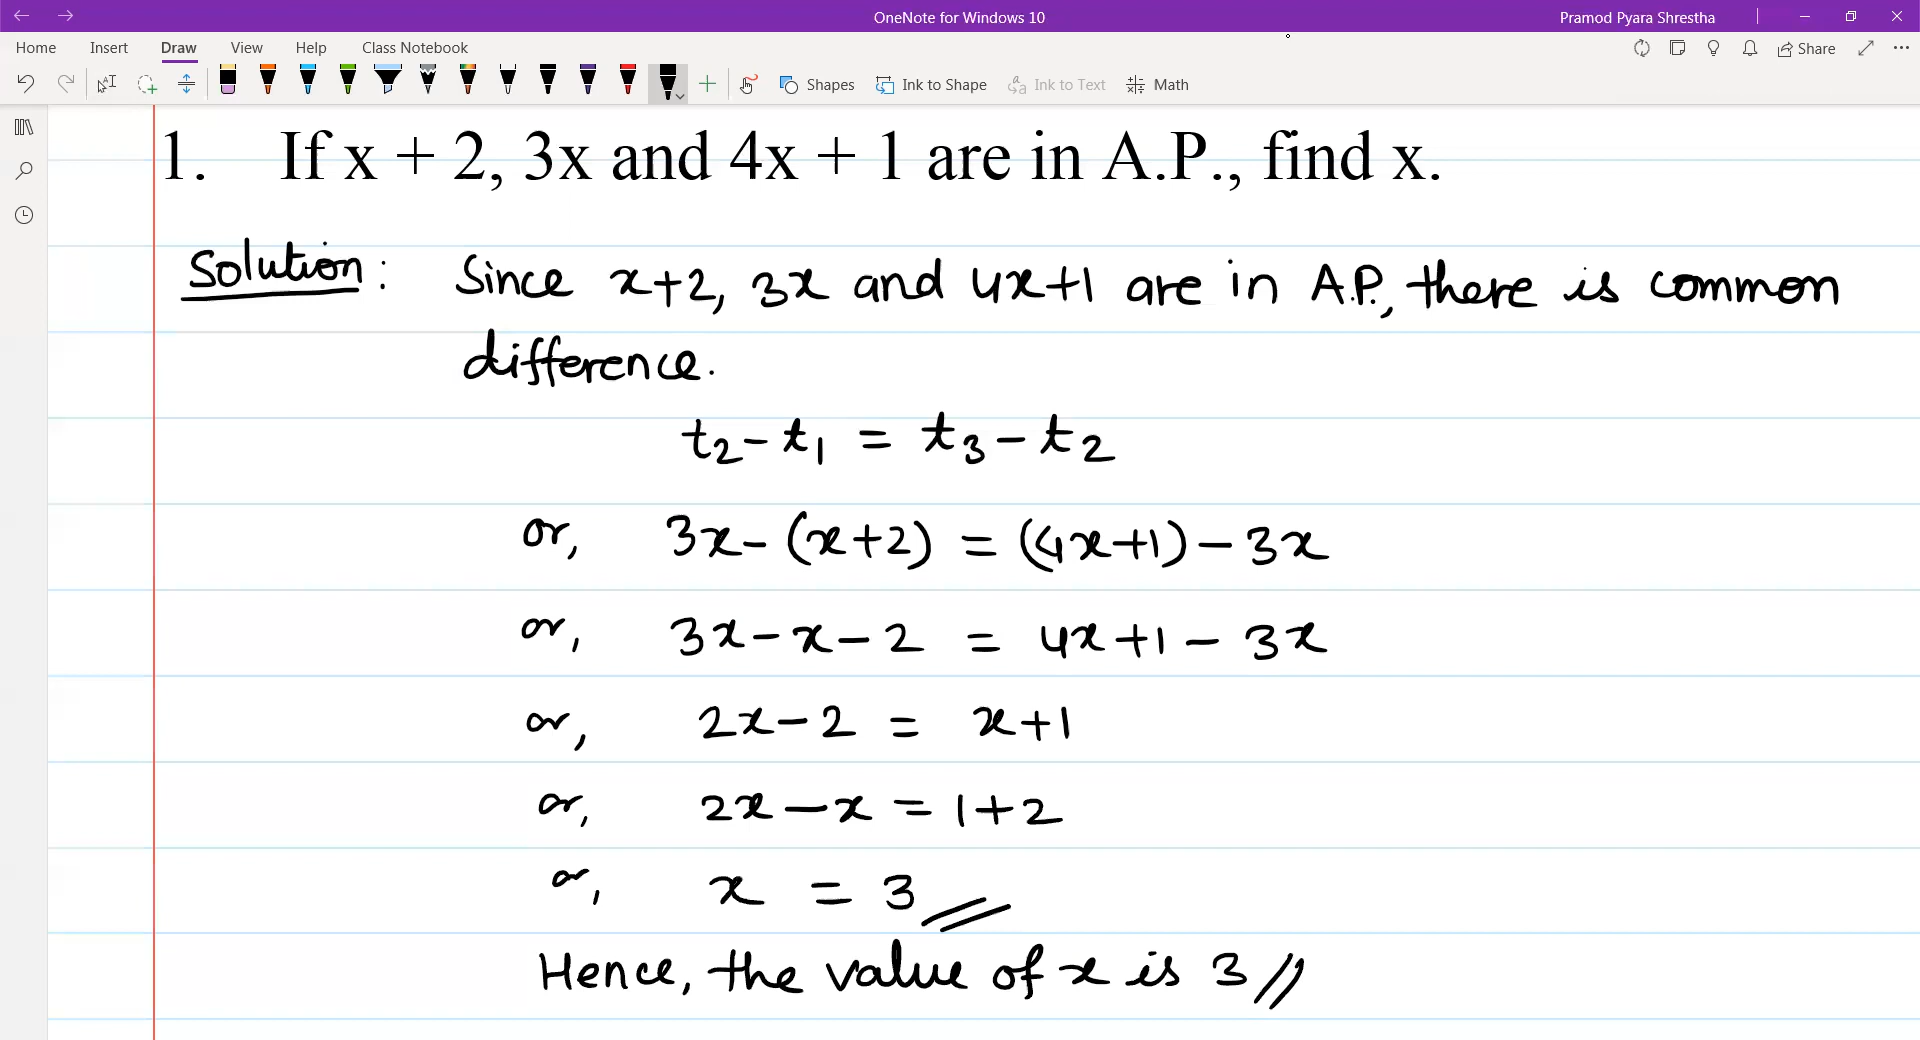 OneNote for Windows 10
Pramod Pyara Shrestha
Home Insert Draw View Help Class Notebook
Share
Shapes Ink to Shape Ink to Text Math
1. If x + 2, 3x and 4x + 1 are in A.P., find x.
Solution: Since x+2, 3x and 4x+1 are in A.P., there is common
difference.
t₂ - t₁ = t₃ - t₂
or, 3x - (x+2) = (4x+1) - 3x
or, 3x - x - 2 = 4x+1 - 3x
or, 2x - 2 = x+1
or, 2x - x = 1+2
or, x = 3
Hence, the value of x is 3